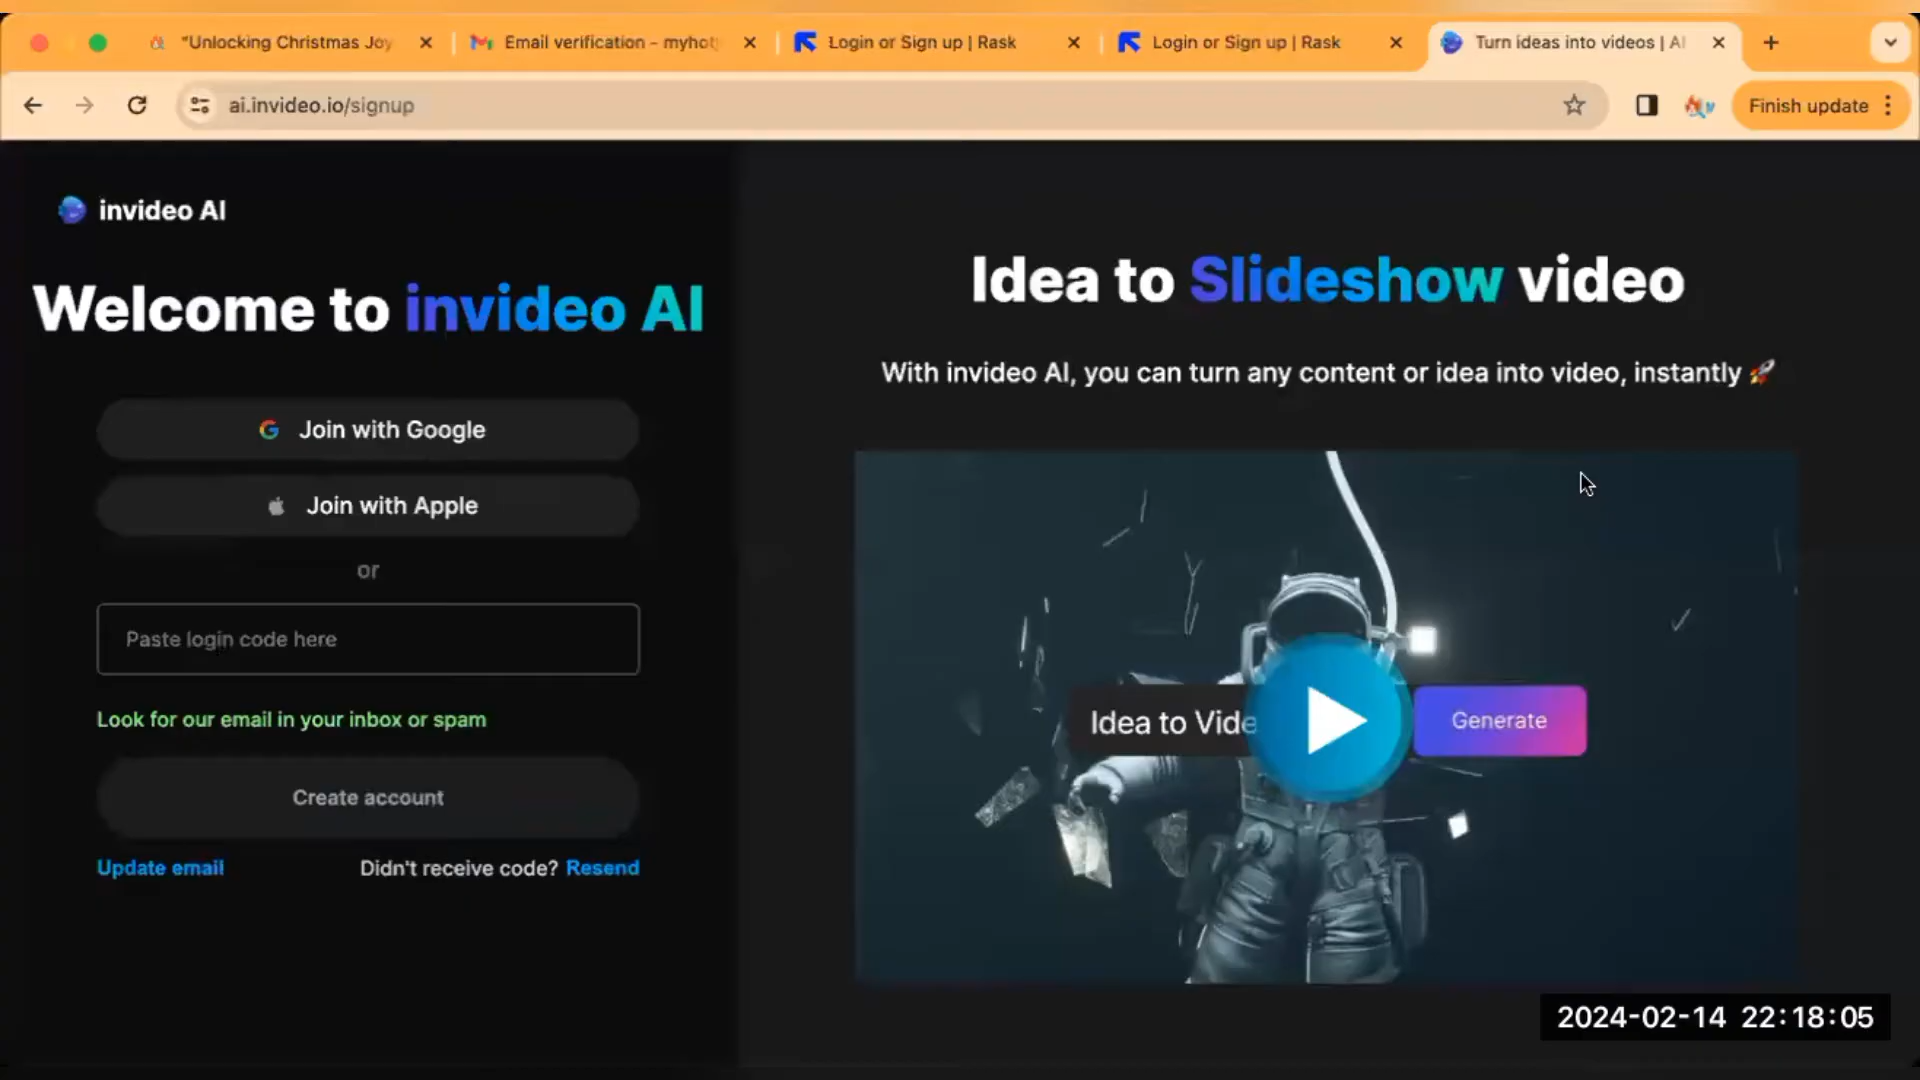 "Unlocking Christmas Joy
Email verification - myhot
Login or Sign up | Rask
Login or Sign up | Rask
Turn ideas into videos | AI
ai.invideo.io/signup
Finish update
invideo AI
Welcome to invideo AI
Join with Google
Join with Apple
or
Paste login code here
Look for our email in your inbox or spam
Create account
Update email
Didn't receive code? Resend
Idea to Slideshow video
With invideo AI, you can turn any content or idea into video, instantly 🚀
Idea to Vide
Generate
2024-02-14 22:18:05